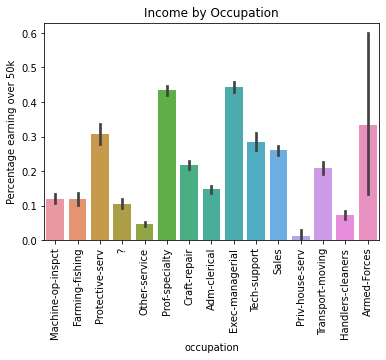 Income by Occupation
Percentage earning over 50k
0.6
0.5
0.4
0.3
0.2
0.1
0.0
Machine-op-inspct
Farming-fishing
Protective-serv
?
Other-service
Prof-specialty
Craft-repair
Adm-clerical
Exec-managerial
Tech-support
Sales
Priv-house-serv
Transport-moving
Handlers-cleaners
Armed-Forces
occupation